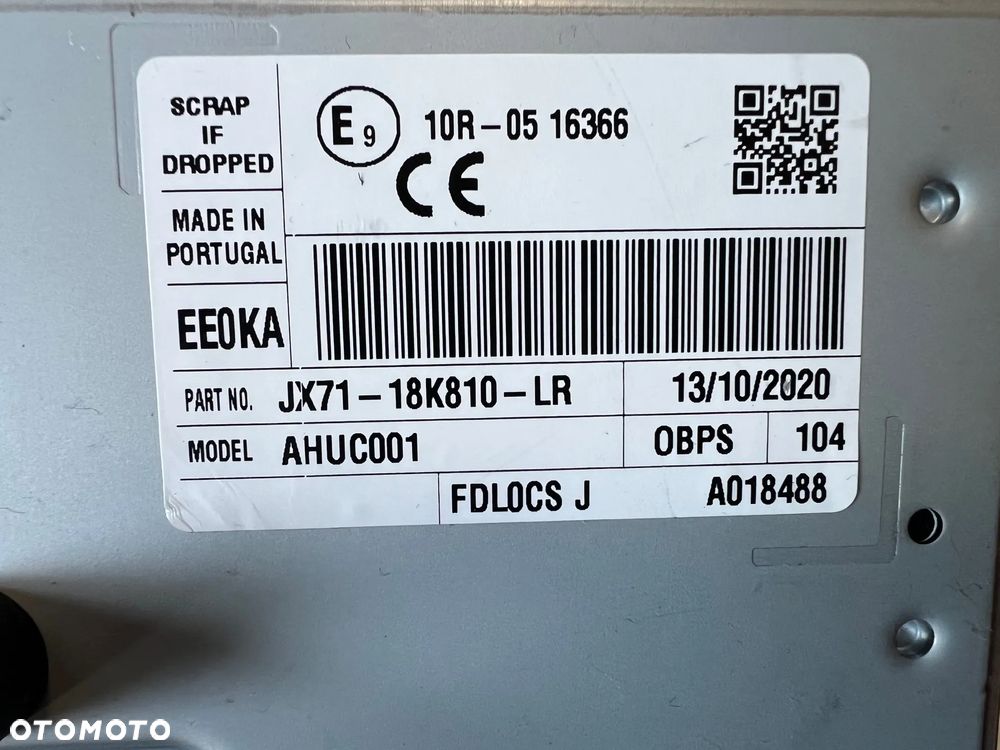 SCRAP
IF
DROPPED
E9 10R-05 16366
CE
MADE IN
PORTUGAL
EE0KA
PART NO. JX71-18K810-LR 13/10/2020
MODEL AHUC001 OBPS 104
FDL0CS J A018488
OTOMOTO